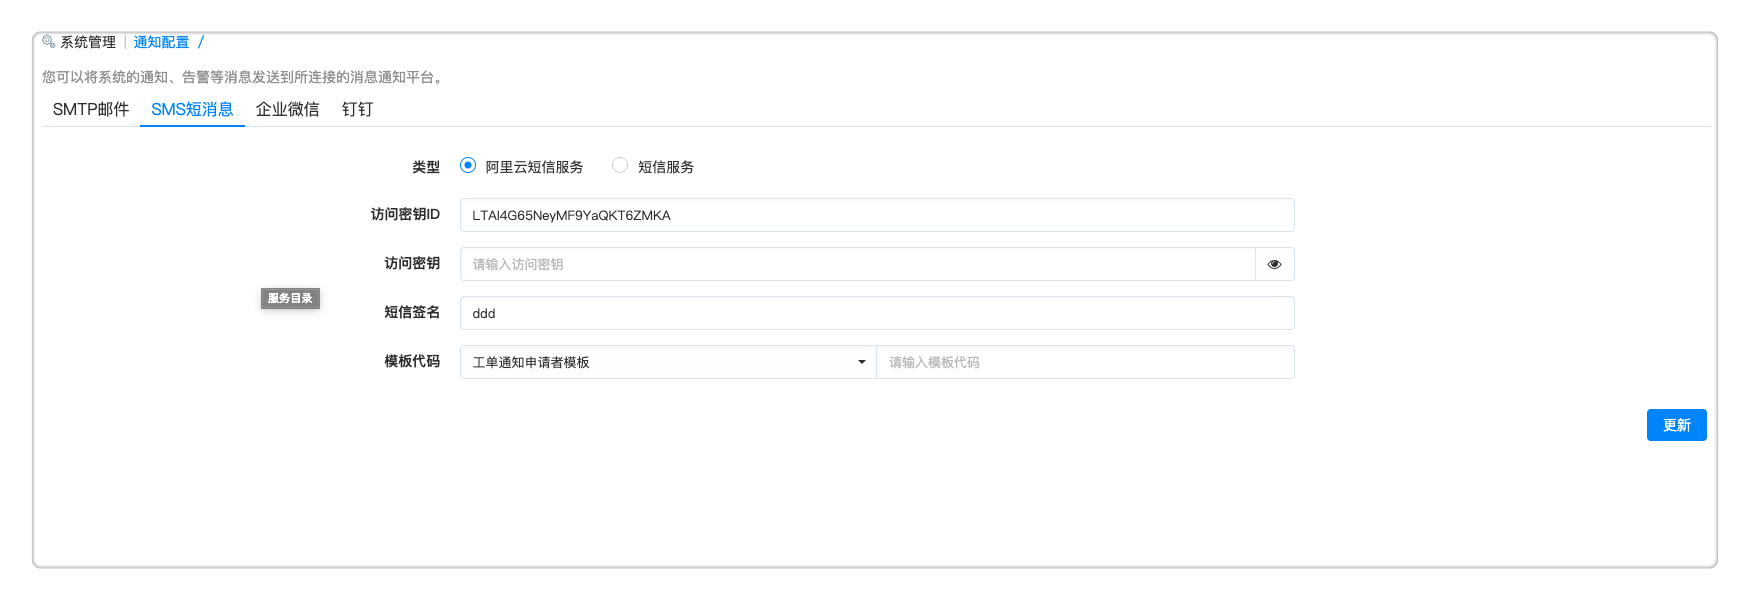 系统管理 | 通知配置 /
您可以将系统的通知、告警等消息发送到所连接的消息通知平台。
SMTP邮件 SMS短消息 企业微信 钉钉
类型 阿里云短信服务 短信服务
访问密钥ID LTAI4G65NeyMF9YaQKT6ZMKA
访问密钥 请输入访问密钥
服务目录
短信签名 ddd
模板代码 工单通知申请者模板 请输入模板代码
更新